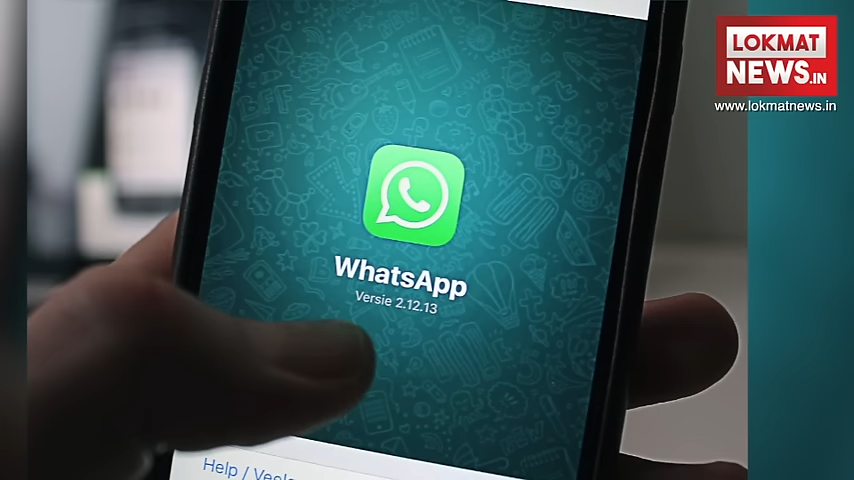 LOKMAT
NEWS.IN
www.lokmatnews.in
WhatsApp
Versie 2.12.13
Help /